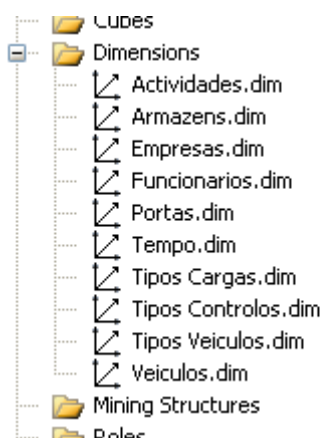 Cubes
Dimensions
Actividades.dim
Armazens.dim
Empresas.dim
Funcionarios.dim
Portas.dim
Tempo.dim
Tipos Cargas.dim
Tipos Controlos.dim
Tipos Veiculos.dim
Veiculos.dim
Mining Structures
Roles